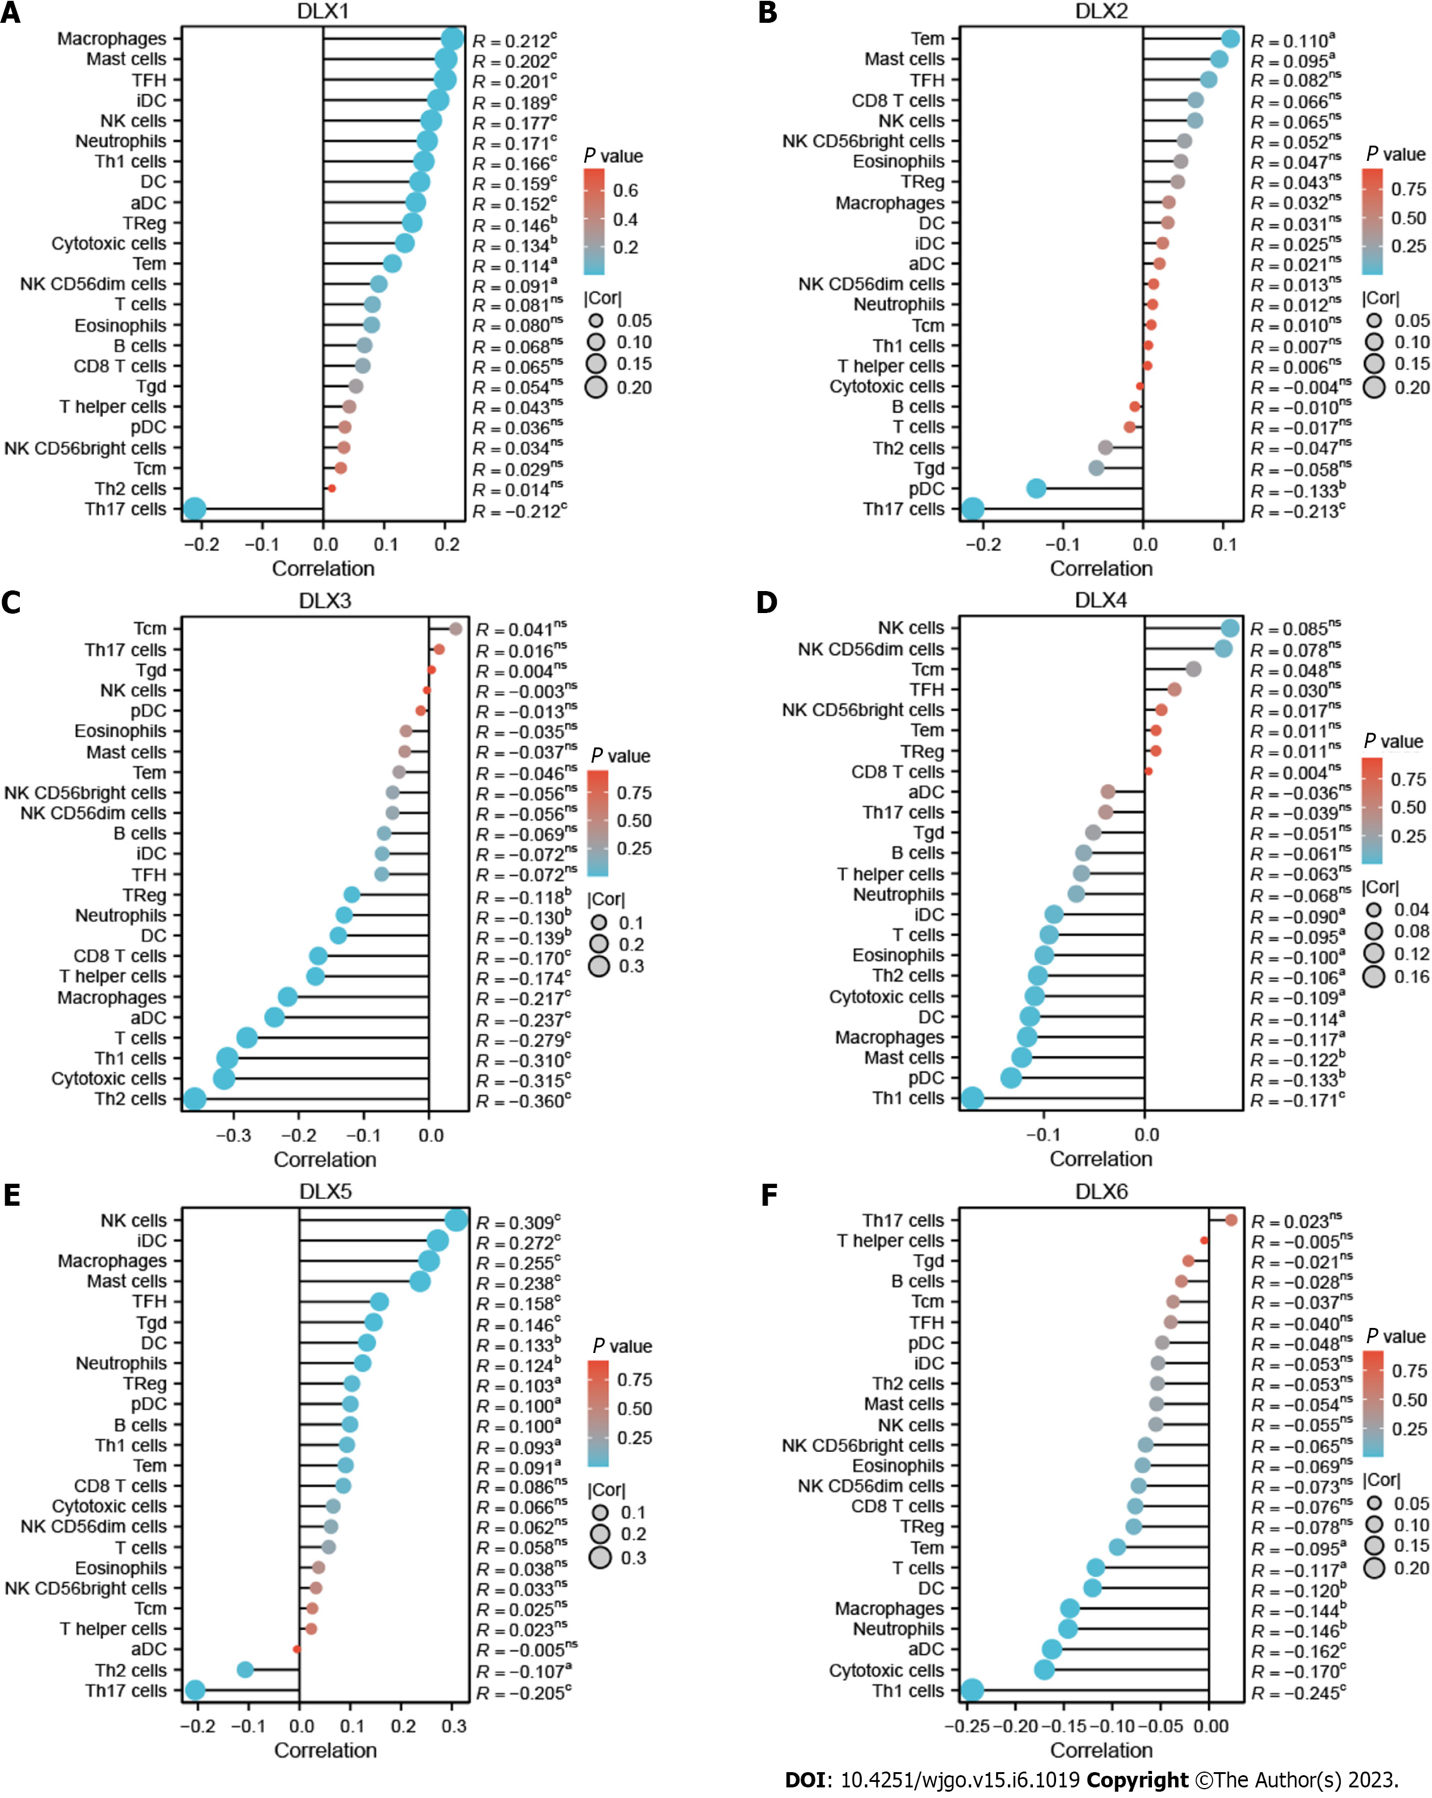 A
DLX1
Macrophages R = 0.212c
Mast cells R = 0.202c
TFH R = 0.201c
iDC R = 0.189c
NK cells R = 0.177c
Neutrophils R = 0.171c
Th1 cells R = 0.166c
DC R = 0.159c
aDC R = 0.152c
TReg R = 0.146b
Cytotoxic cells R = 0.134b
Tem R = 0.114a
NK CD56dim cells R = 0.091a
T cells R = 0.081ns
Eosinophils R = 0.080ns
B cells R = 0.068ns
CD8 T cells R = 0.065ns
Tgd R = 0.054ns
T helper cells R = 0.043ns
pDC R = 0.036ns
NK CD56bright cells R = 0.034ns
Tcm R = 0.029ns
Th2 cells R = 0.014ns
Th17 cells R = −0.212c
−0.2 −0.1 0.0 0.1 0.2
Correlation
P value
0.6
0.4
0.2
|Cor|
0.05
0.10
0.15
0.20
B
DLX2
Tem R = 0.110a
Mast cells R = 0.095a
TFH R = 0.082ns
CD8 T cells R = 0.066ns
NK cells R = 0.065ns
NK CD56bright cells R = 0.052ns
Eosinophils R = 0.047ns
TReg R = 0.043ns
Macrophages R = 0.032ns
DC R = 0.031ns
iDC R = 0.025ns
aDC R = 0.021ns
NK CD56dim cells R = 0.013ns
Neutrophils R = 0.012ns
Tcm R = 0.010ns
Th1 cells R = 0.007ns
T helper cells R = 0.006ns
Cytotoxic cells R = −0.004ns
B cells R = −0.010ns
T cells R = −0.017ns
Th2 cells R = −0.047ns
Tgd R = −0.058ns
pDC R = −0.133b
Th17 cells R = −0.213c
−0.2 −0.1 0.0 0.1
Correlation
P value
0.75
0.50
0.25
|Cor|
0.05
0.10
0.15
0.20
C
DLX3
Tcm R = 0.041ns
Th17 cells R = 0.016ns
Tgd R = 0.004ns
NK cells R = −0.003ns
pDC R = −0.013ns
Eosinophils R = −0.035ns
Mast cells R = −0.037ns
Tem R = −0.046ns
NK CD56bright cells R = −0.056ns
NK CD56dim cells R = −0.056ns
B cells R = −0.069ns
iDC R = −0.072ns
TFH R = −0.072ns
TReg R = −0.118b
Neutrophils R = −0.130b
DC R = −0.139b
CD8 T cells R = −0.170c
T helper cells R = −0.174c
Macrophages R = −0.217c
aDC R = −0.237c
T cells R = −0.279c
Th1 cells R = −0.310c
Cytotoxic cells R = −0.315c
Th2 cells R = −0.360c
−0.3 −0.2 −0.1 0.0
Correlation
P value
0.75
0.50
0.25
|Cor|
0.1
0.2
0.3
D
DLX4
NK cells R = 0.085ns
NK CD56dim cells R = 0.078ns
Tcm R = 0.048ns
TFH R = 0.030ns
NK CD56bright cells R = 0.017ns
Tem R = 0.011ns
TReg R = 0.011ns
CD8 T cells R = 0.004ns
aDC R = −0.036ns
Th17 cells R = −0.039ns
Tgd R = −0.051ns
B cells R = −0.061ns
T helper cells R = −0.063ns
Neutrophils R = −0.068ns
iDC R = −0.090a
T cells R = −0.095a
Eosinophils R = −0.100a
Th2 cells R = −0.106a
Cytotoxic cells R = −0.109a
DC R = −0.114a
Macrophages R = −0.117a
Mast cells R = −0.122b
pDC R = −0.133b
Th1 cells R = −0.171c
−0.1 0.0
Correlation
P value
0.75
0.50
0.25
|Cor|
0.04
0.08
0.12
0.16
E
DLX5
NK cells R = 0.309c
iDC R = 0.272c
Macrophages R = 0.255c
Mast cells R = 0.238c
TFH R = 0.158c
Tgd R = 0.146c
DC R = 0.133b
Neutrophils R = 0.124b
TReg R = 0.103a
pDC R = 0.100a
B cells R = 0.100a
Th1 cells R = 0.093a
Tem R = 0.091a
CD8 T cells R = 0.086ns
Cytotoxic cells R = 0.066ns
NK CD56dim cells R = 0.062ns
T cells R = 0.058ns
Eosinophils R = 0.038ns
NK CD56bright cells R = 0.033ns
Tcm R = 0.025ns
T helper cells R = 0.023ns
aDC R = −0.005ns
Th2 cells R = −0.107a
Th17 cells R = −0.205c
−0.2 −0.1 0.0 0.1 0.2 0.3
Correlation
P value
0.75
0.50
0.25
|Cor|
0.1
0.2
0.3
F
DLX6
Th17 cells R = 0.023ns
T helper cells R = −0.005ns
Tgd R = −0.021ns
B cells R = −0.028ns
Tcm R = −0.037ns
TFH R = −0.040ns
pDC R = −0.048ns
iDC R = −0.053ns
Th2 cells R = −0.053ns
Mast cells R = −0.054ns
NK cells R = −0.055ns
NK CD56bright cells R = −0.065ns
Eosinophils R = −0.069ns
NK CD56dim cells R = −0.073ns
CD8 T cells R = −0.076ns
TReg R = −0.078ns
Tem R = −0.095a
T cells R = −0.117a
DC R = −0.120b
Macrophages R = −0.144b
Neutrophils R = −0.146b
aDC R = −0.162c
Cytotoxic cells R = −0.170c
Th1 cells R = −0.245c
−0.25 −0.20 −0.15 −0.10 −0.05 0.00
Correlation
P value
0.75
0.50
0.25
|Cor|
0.05
0.10
0.15
0.20
DOI: 10.4251/wjgo.v15.i6.1019 Copyright ©The Author(s) 2023.